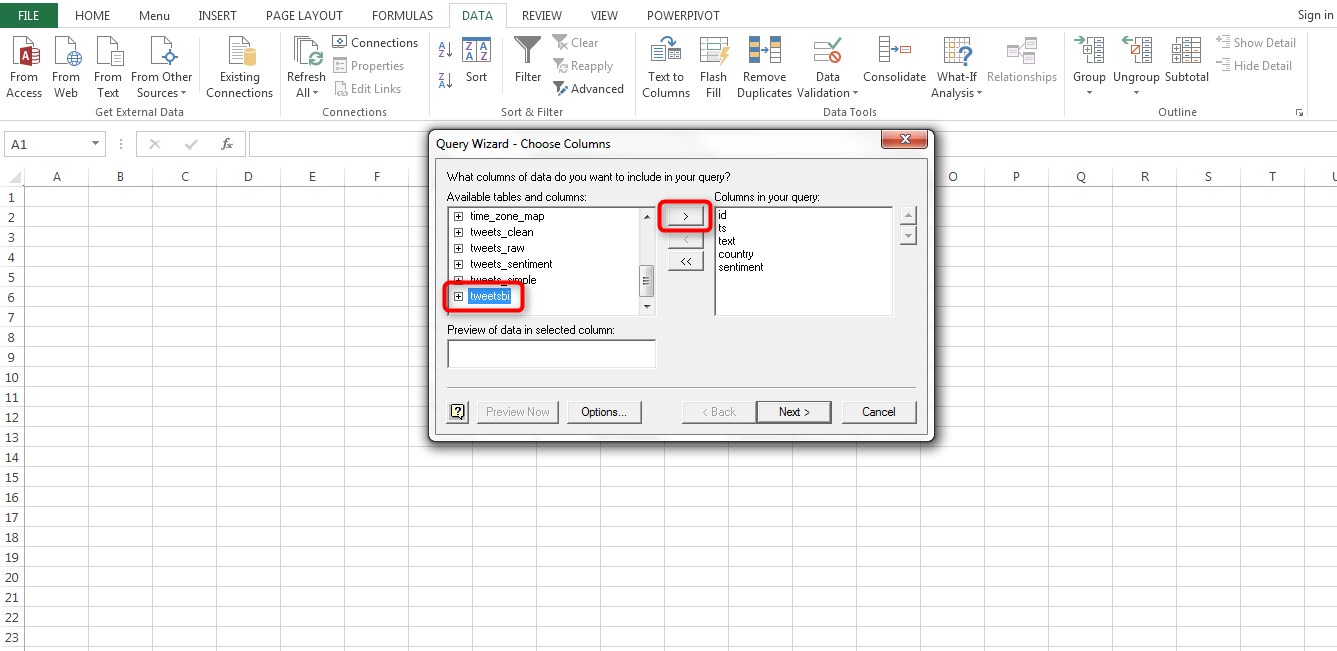 FILE HOME Menu INSERT PAGE LAYOUT FORMULAS DATA REVIEW VIEW POWERPIVOT Sign in
From Access
From Web
From Text
From Other Sources
Existing Connections
Get External Data
Refresh All
Connections
Properties
Edit Links
Connections
A Z
Z A
Z A A Z
Sort
Filter
Clear
Reapply
Advanced
Sort & Filter
Text to Columns
Flash Fill
Remove Duplicates
Data Validation
Consolidate
What-If Analysis
Relationships
Data Tools
Group
Ungroup
Subtotal
Show Detail
Hide Detail
Outline
A1 fx
A B C D E F O P Q R S T U
1
2
3
4
5
6
7
8
9
10
11
12
13
14
15
16
17
18
19
20
21
22
23
Query Wizard - Choose Columns
What columns of data do you want to include in your query?
Available tables and columns:
time_zone_map
tweets_clean
tweets_raw
tweets_sentiment
tweets_simple
tweetsbi
>
<
<<
Columns in your query:
id
ts
text
country
sentiment
Preview of data in selected column:
? Preview Now Options... < Back Next > Cancel